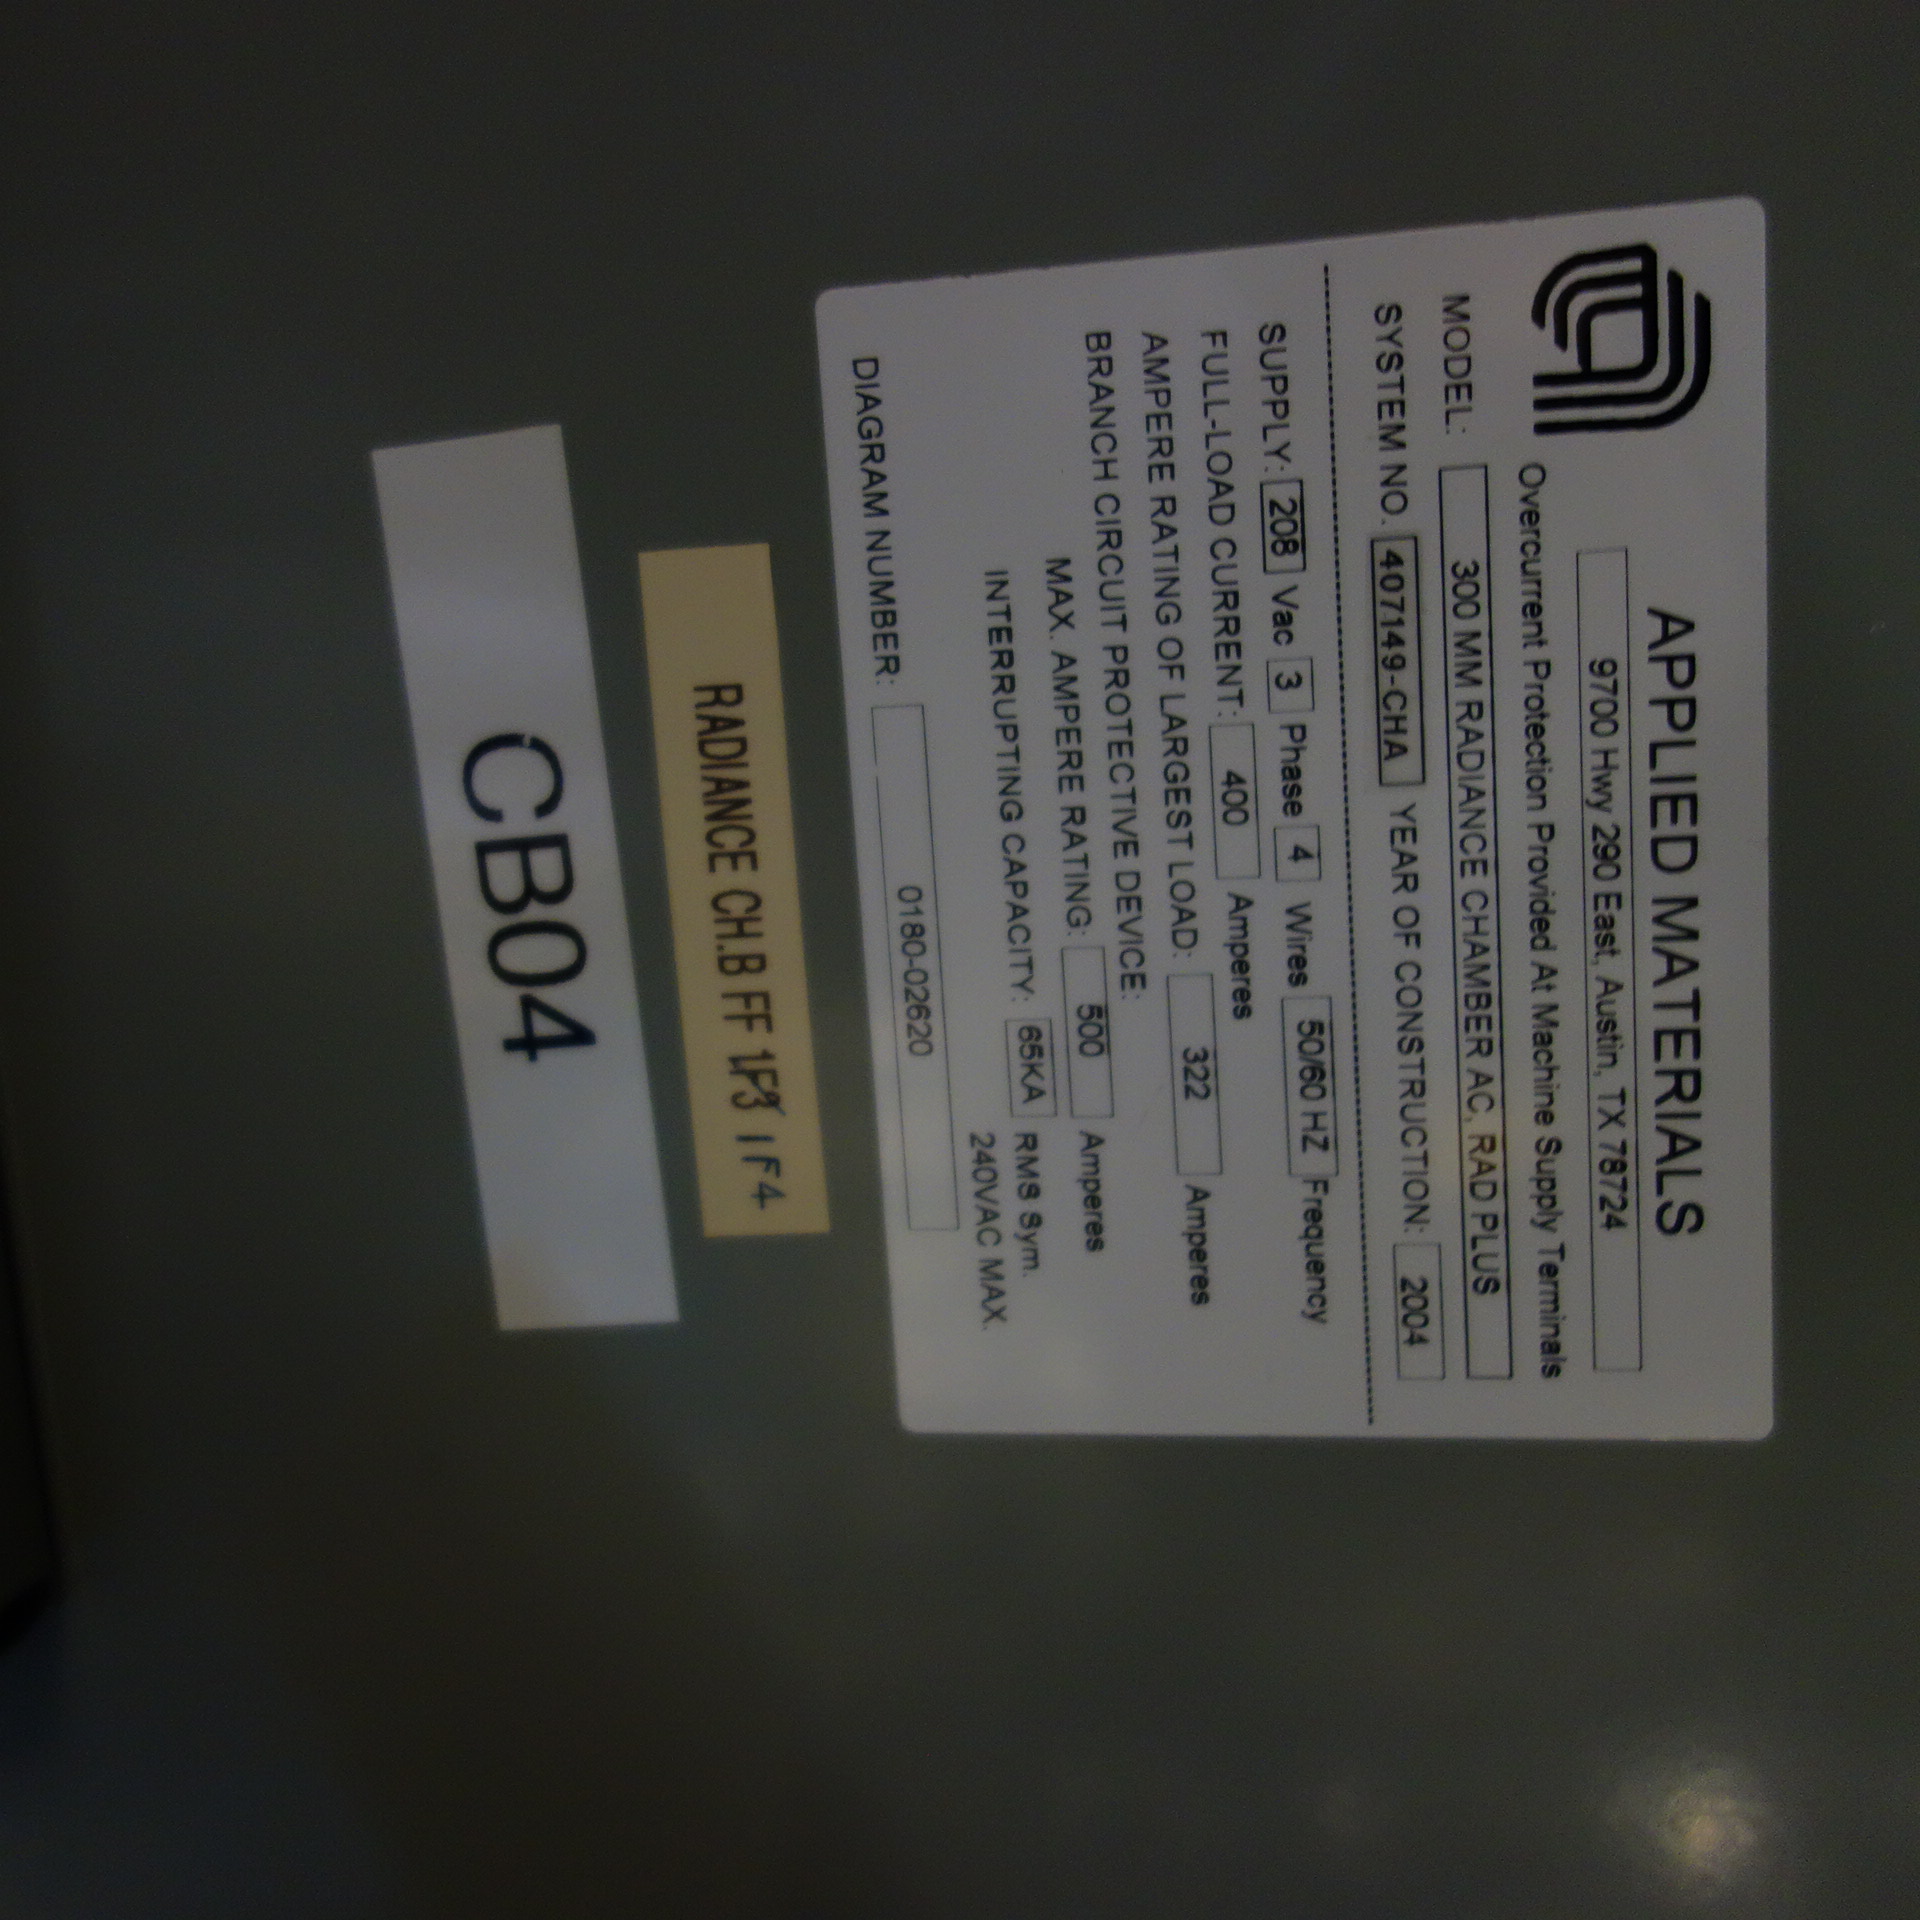 APPLIED MATERIALS
9700 Hwy 290 East, Austin, TX 78724
Overcurrent Protection Provided At Machine Supply Terminals
MODEL: 300 MM RADIANCE CHAMBER AC, RAD PLUS
SYSTEM NO. 407149-CHA YEAR OF CONSTRUCTION: 2004
SUPPLY: 208 Vac 3 Phase 4 Wires 50/60 HZ Frequency
FULL-LOAD CURRENT: 400 Amperes
AMPERE RATING OF LARGEST LOAD: 322 Amperes
BRANCH CIRCUIT PROTECTIVE DEVICE:
MAX. AMPERE RATING: 500 Amperes
INTERRUPTING CAPACITY: 65KA RMS Sym.
240VAC MAX.
DIAGRAM NUMBER: 0180-02620
RADIANCE CH.B FF 1F4
CB04